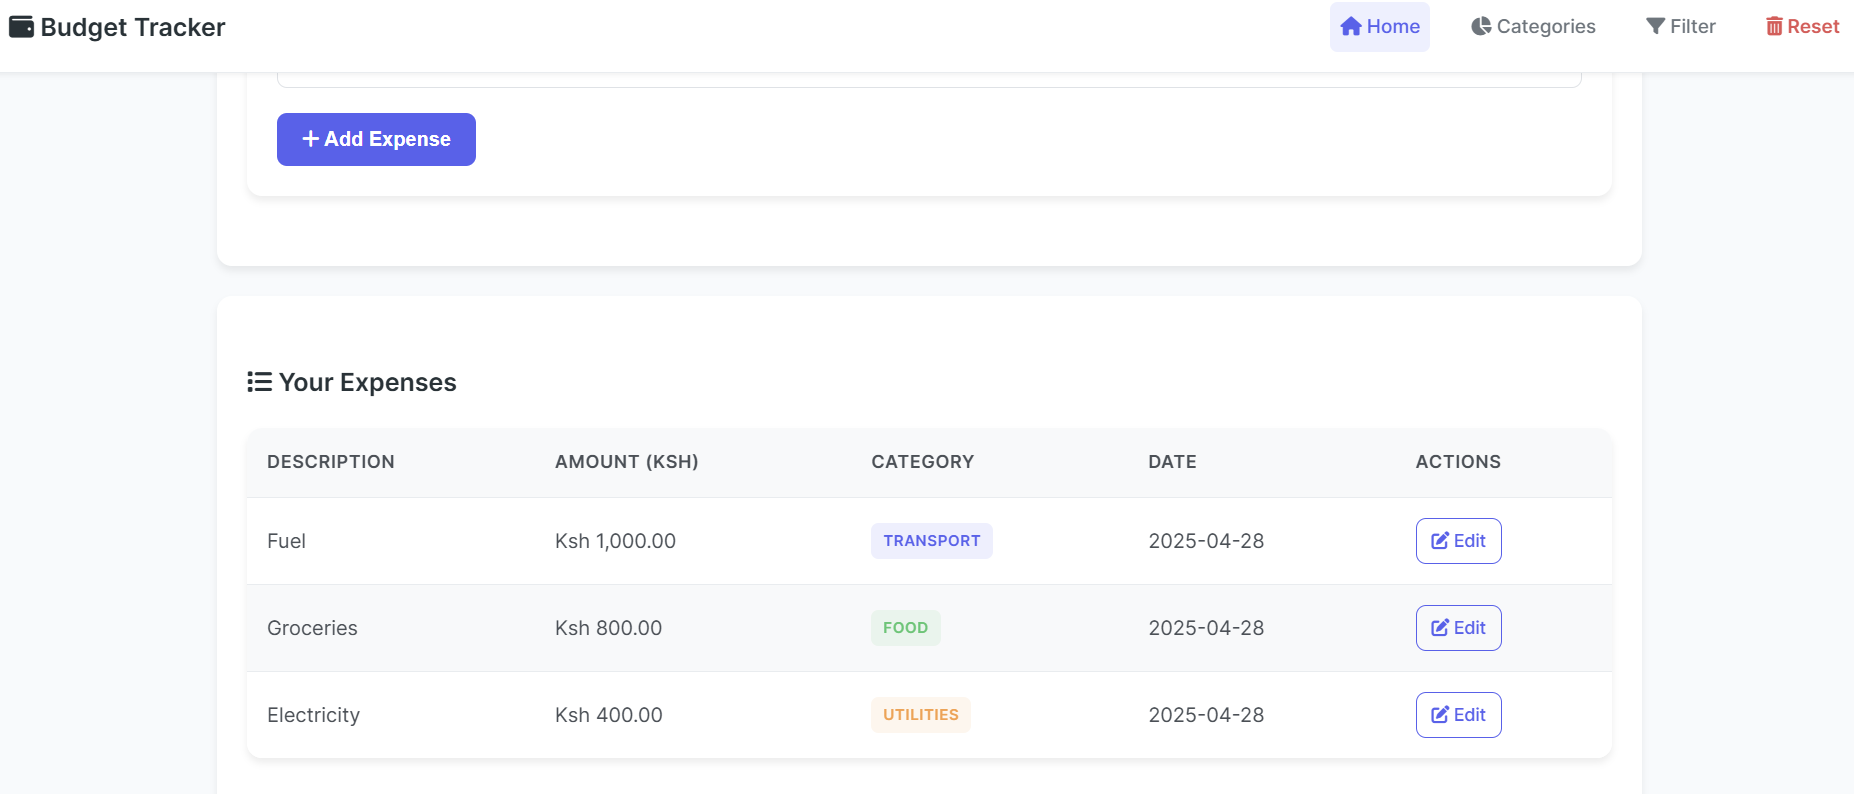 Budget Tracker
Home
Categories
Filter
Reset
Add Expense
Your Expenses
DESCRIPTION AMOUNT (KSH) CATEGORY DATE ACTIONS
Fuel Ksh 1,000.00 TRANSPORT 2025-04-28 Edit
Groceries Ksh 800.00 FOOD 2025-04-28 Edit
Electricity Ksh 400.00 UTILITIES 2025-04-28 Edit